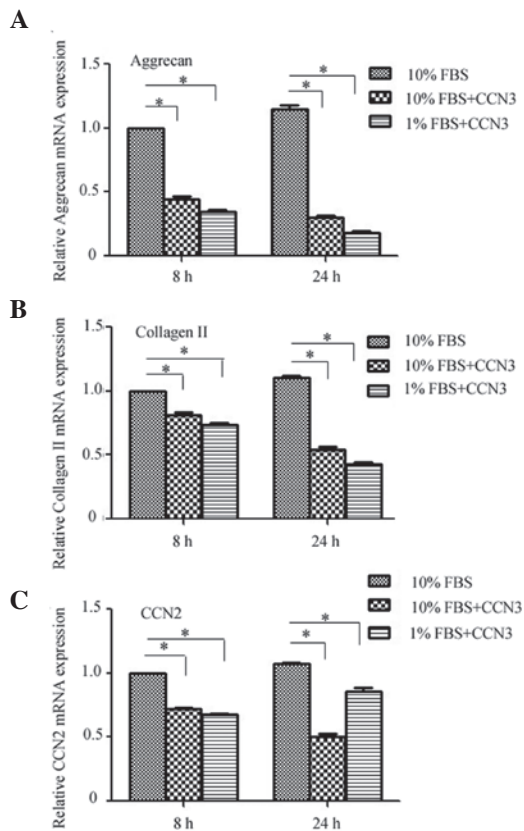 A
Relative Aggrecan mRNA expression
1.5
1.0
0.5
0
Aggrecan
*
*
*
*
10% FBS
10% FBS+CCN3
1% FBS+CCN3
8 h
24 h
B
Relative Collagen II mRNA expression
1.5
1.0
0.5
0
Collagen II
*
*
*
*
10% FBS
10% FBS+CCN3
1% FBS+CCN3
8 h
24 h
C
Relative CCN2 mRNA expression
1.5
1.0
0.5
0
CCN2
*
*
*
*
10% FBS
10% FBS+CCN3
1% FBS+CCN3
8 h
24 h